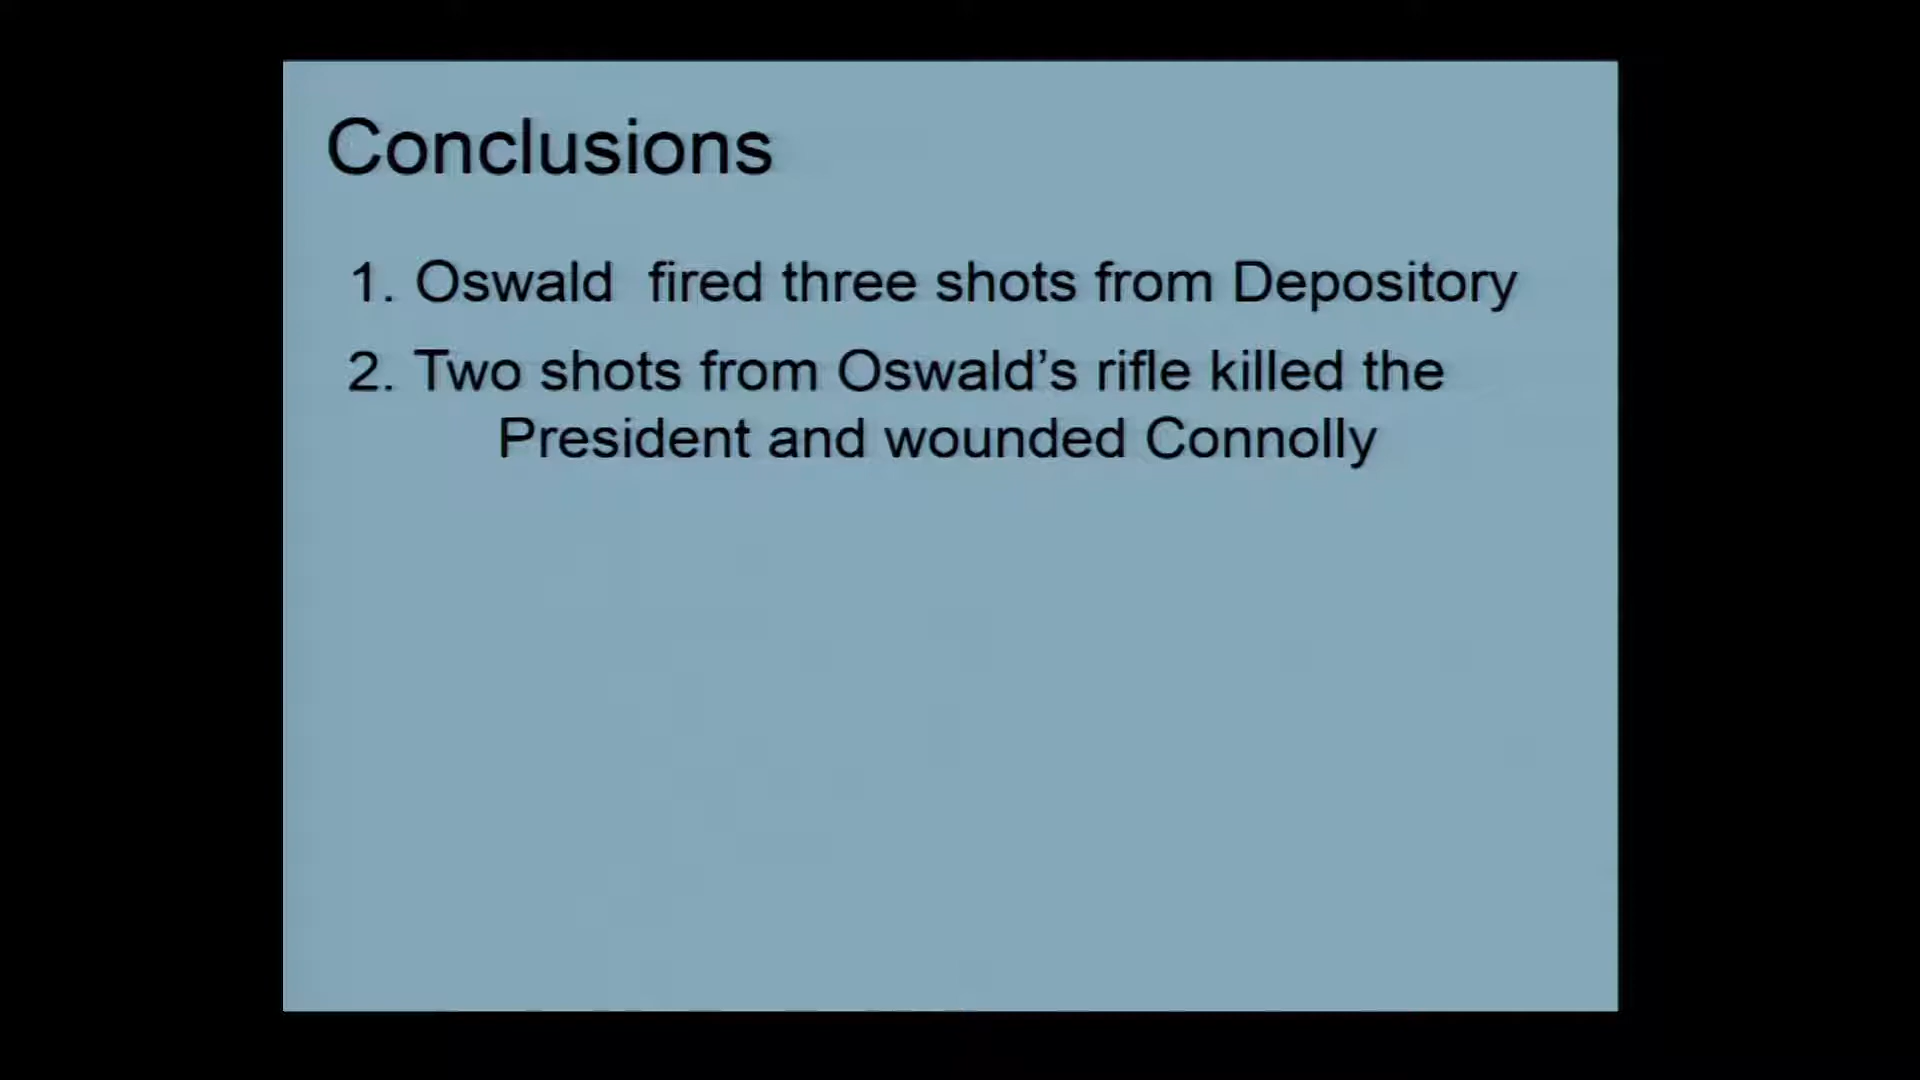 Conclusions
1. Oswald  fired three shots from Depository
2. Two shots from Oswald’s rifle killed the
President and wounded Connolly